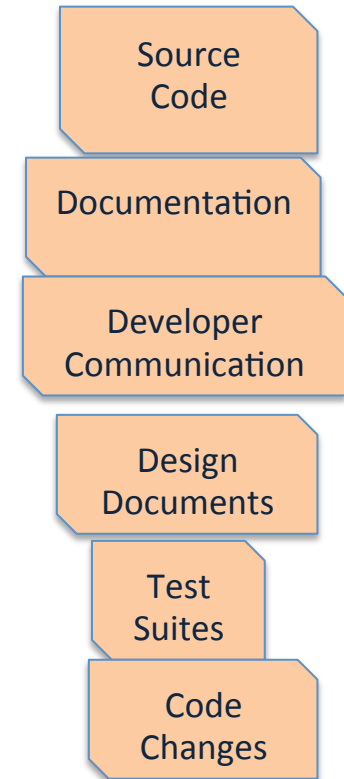 Source
Code
Documentation
Developer
Communication
Design
Documents
Test
Suites
Code
Changes